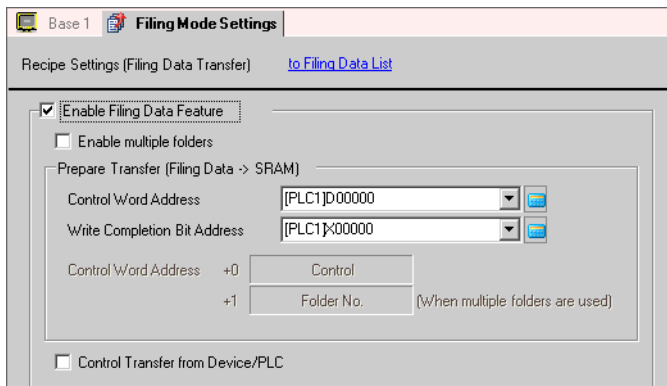 Base 1 Filing Mode Settings
Recipe Settings (Filing Data Transfer) to Filing Data List
Enable Filing Data Feature
Enable multiple folders
Prepare Transfer (Filing Data -> SRAM)
Control Word Address [PLC1]D00000
Write Completion Bit Address [PLC1]X00000
Control Word Address +0 Control
+1 Folder No. (When multiple folders are used)
Control Transfer from Device/PLC